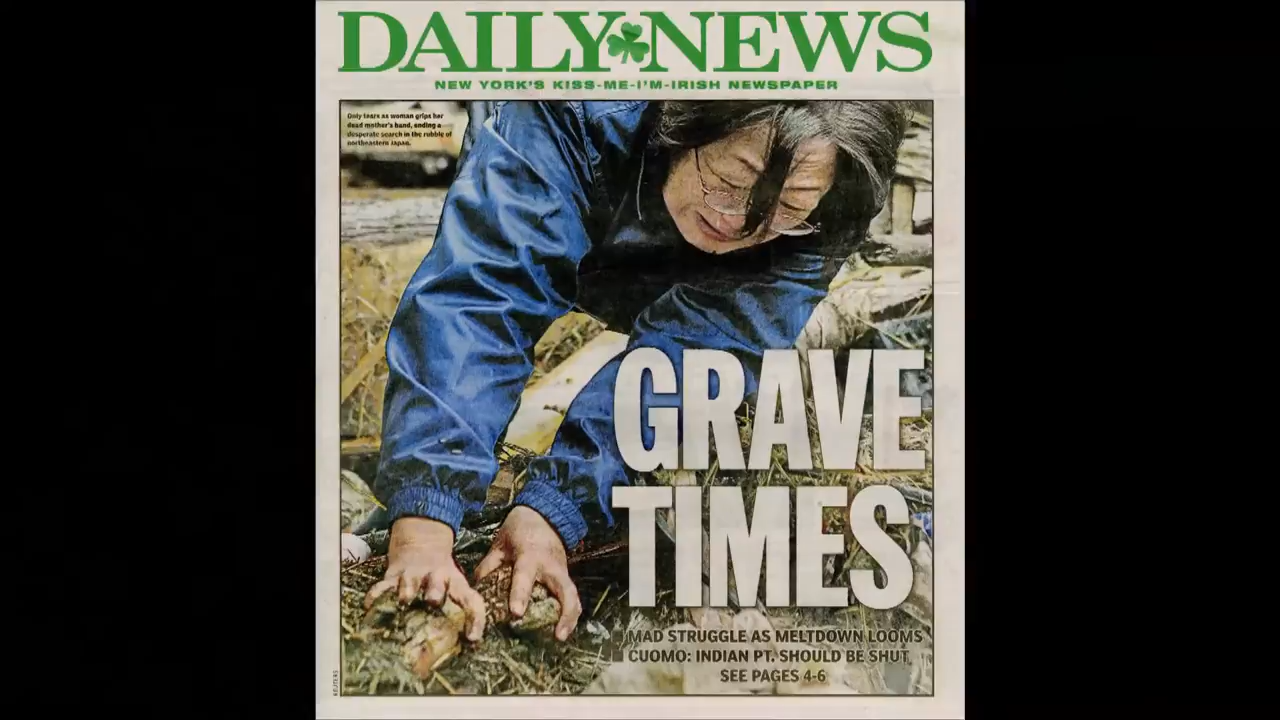 DAILY NEWS
NEW YORK'S KISS-ME-I'M-IRISH NEWSPAPER
Only tears as woman grips her
dead mother's hand, ending a
desperate search in the rubble of
northeastern Japan.
GRAVE
TIMES
MAD STRUGGLE AS MELTDOWN LOOMS
CUOMO: INDIAN PT. SHOULD BE SHUT
SEE PAGES 4-6
REUTERS